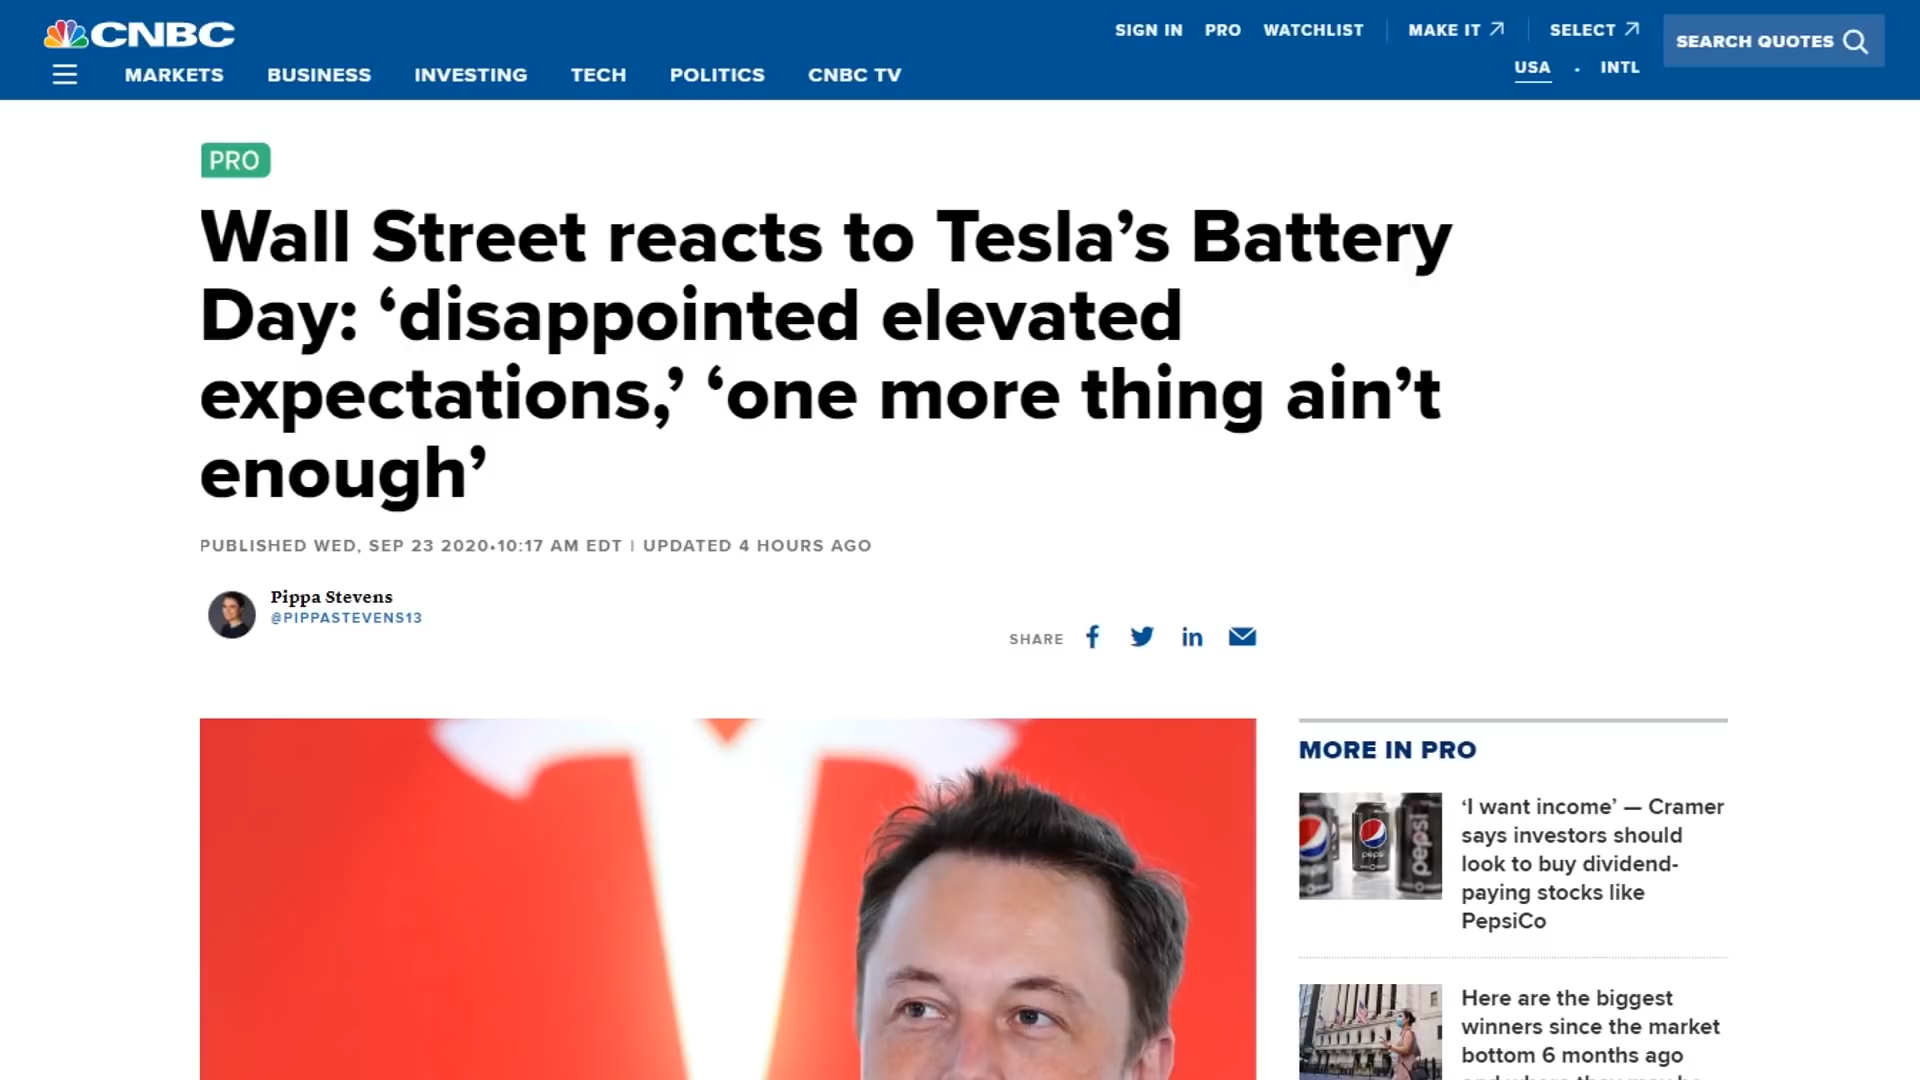 CNBC
SIGN IN PRO WATCHLIST MAKE IT SELECT
SEARCH QUOTES
USA • INTL
MARKETS BUSINESS INVESTING TECH POLITICS CNBC TV
PRO
Wall Street reacts to Tesla’s Battery
Day: ‘disappointed elevated
expectations,’ ‘one more thing ain’t
enough’
PUBLISHED WED, SEP 23 2020•10:17 AM EDT | UPDATED 4 HOURS AGO
Pippa Stevens
@PIPPASTEVENS13
SHARE
MORE IN PRO
pepsi
pepsi
‘I want income’ — Cramer
says investors should
look to buy dividend-
paying stocks like
PepsiCo
Here are the biggest
winners since the market
bottom 6 months ago